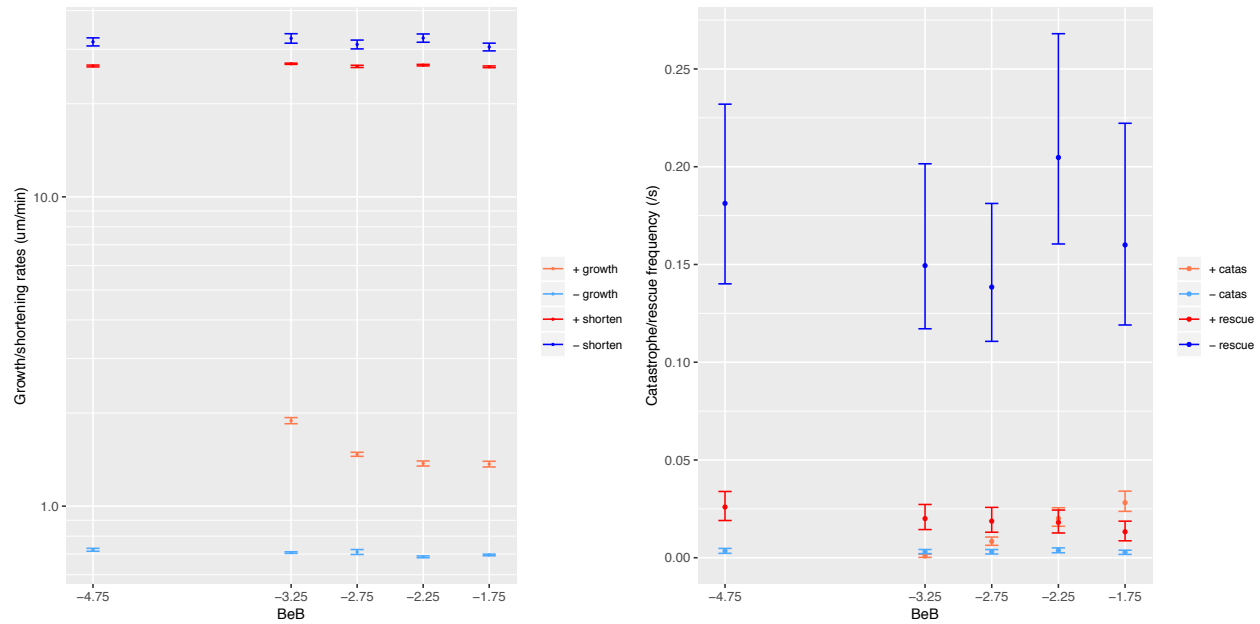 Growth/shortening rates (um/min)
10.0
1.0
−4.75
−3.25
−2.75
−2.25
−1.75
BeB
+ growth
− growth
+ shorten
− shorten
Catastrophe/rescue frequency (/s)
0.25
0.20
0.15
0.10
0.05
0.00
−4.75
−3.25
−2.75
−2.25
−1.75
BeB
+ catas
− catas
+ rescue
− rescue